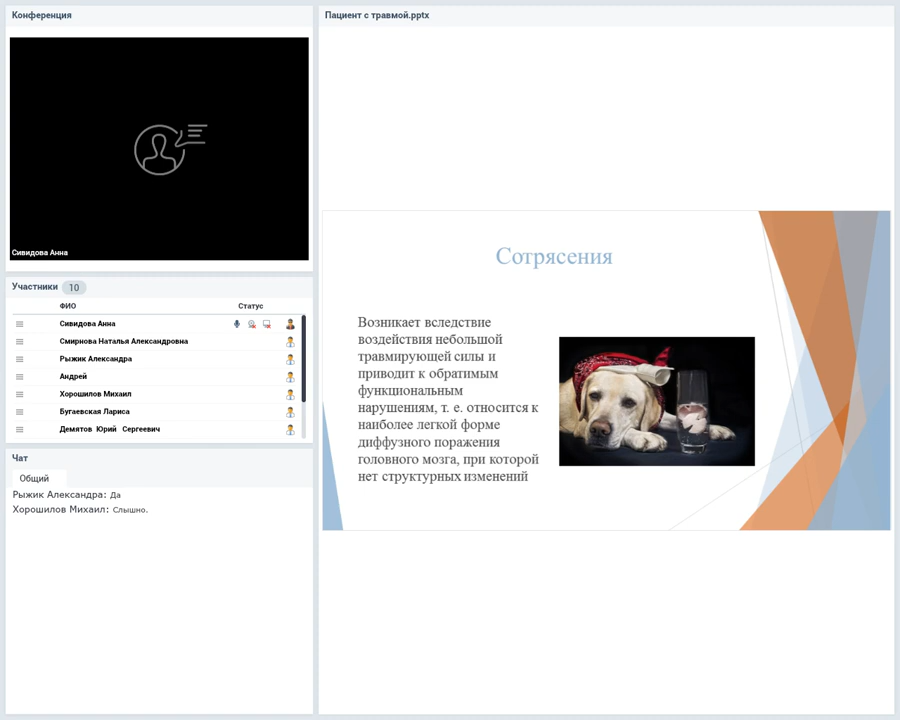 Конференция
Сивидова Анна
Участники 10
ФИО Статус
Сивидова Анна
Смирнова Наталья Александровна
Рыжик Александра
Андрей
Хорошилов Михаил
Бугаевская Лариса
Демятов Юрий Сергеевич
Чат
Общий
Рыжик Александра: Да
Хорошилов Михаил: Слышно.
Пациент с травмой.pptx
Сотрясения
Возникает вследствие
воздействия небольшой
травмирующей силы и
приводит к обратимым
функциональным
нарушениям, т. е. относится к
наиболее легкой форме
диффузного поражения
головного мозга, при которой
нет структурных изменений